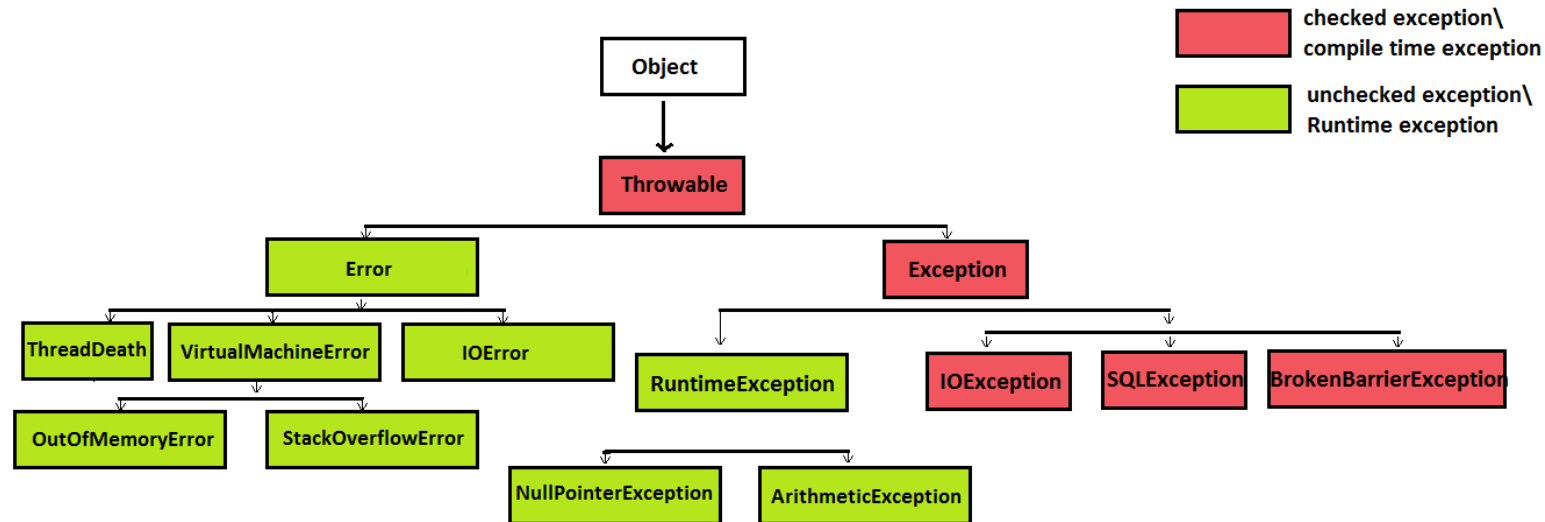 checked exception\
compile time exception
Object
unchecked exception\
Runtime exception
Throwable
Error
Exception
ThreadDeath
VirtualMachineError
IOError
RuntimeException
IOException
SQLException
BrokenBarrierException
OutOfMemoryError
StackOverflowError
NullPointerException
ArithmeticException